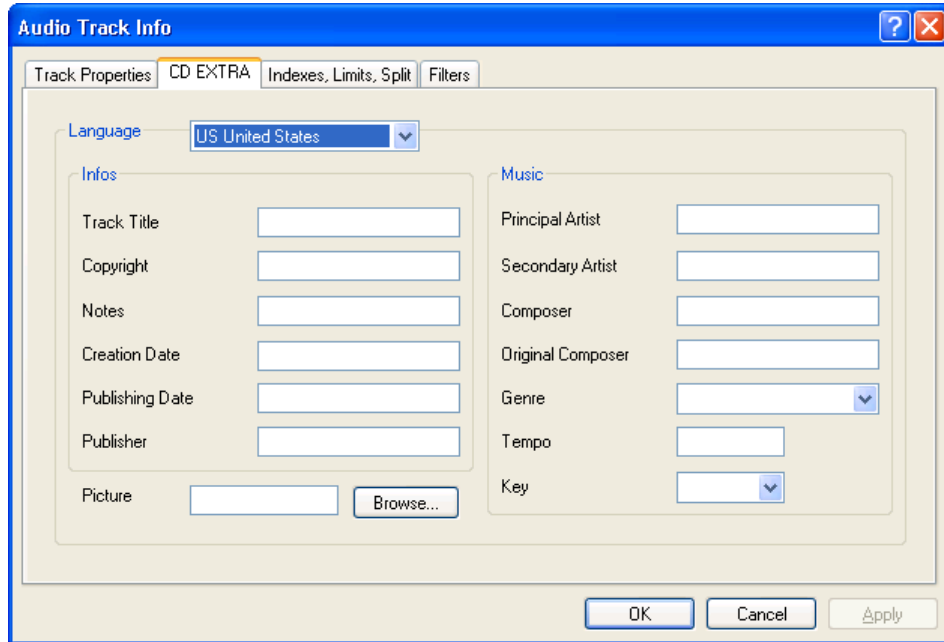 Audio Track Info
Track Properties CD EXTRA Indexes, Limits, Split Filters
Language US United States
Infos
Track Title
Copyright
Notes
Creation Date
Publishing Date
Publisher
Picture Browse...
Music
Principal Artist
Secondary Artist
Composer
Original Composer
Genre
Tempo
Key
OK Cancel Apply